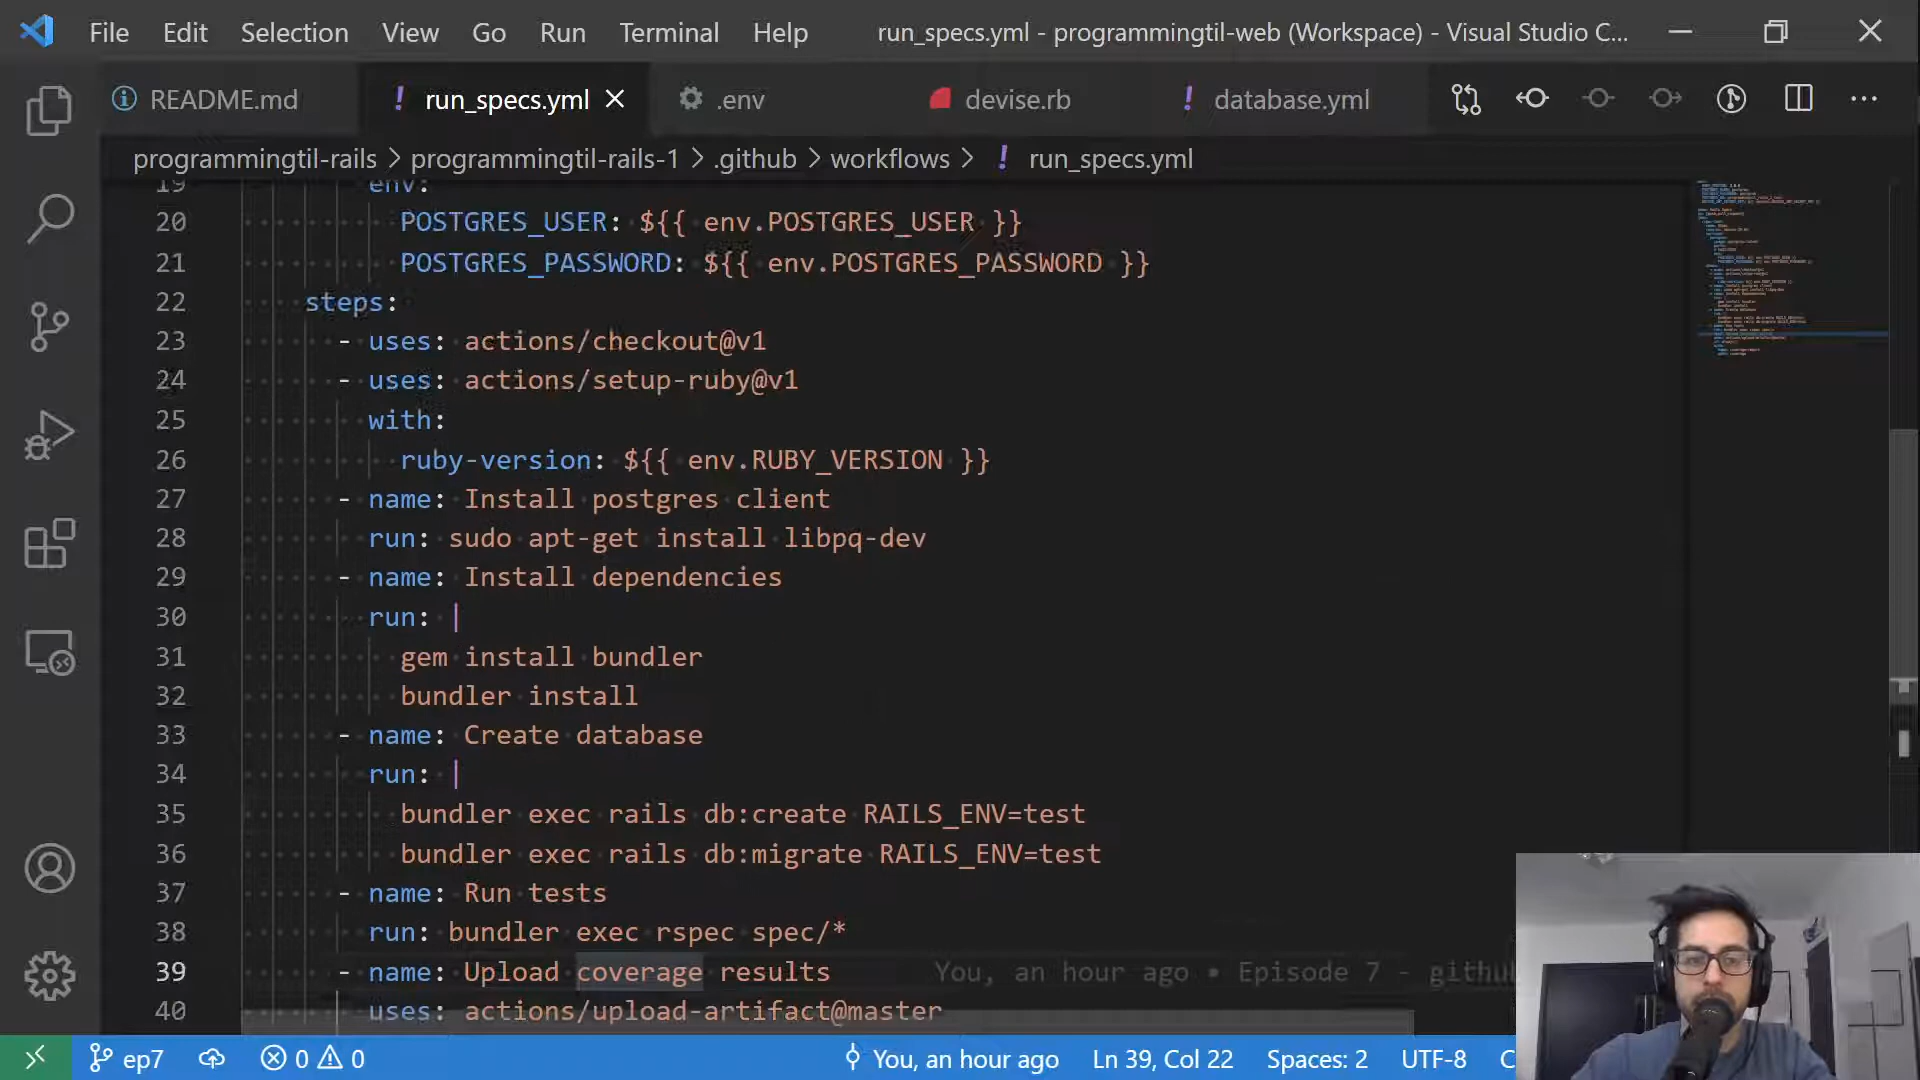 File Edit Selection View Go Run Terminal Help run_specs.yml - programmingtil-web (Workspace) - Visual Studio C...
README.md run_specs.yml .env devise.rb database.yml
programmingtil-rails > programmingtil-rails-1 > .github > workflows > ! run_specs.yml
19 env:
20 POSTGRES_USER: ${{ env.POSTGRES_USER }}
21 POSTGRES_PASSWORD: ${{ env.POSTGRES_PASSWORD }}
22 steps:
23 - uses: actions/checkout@v1
24 - uses: actions/setup-ruby@v1
25 with:
26 ruby-version: ${{ env.RUBY_VERSION }}
27 - name: Install postgres client
28 run: sudo apt-get install libpq-dev
29 - name: Install dependencies
30 run: |
31 gem install bundler
32 bundler install
33 - name: Create database
34 run: |
35 bundler exec rails db:create RAILS_ENV=test
36 bundler exec rails db:migrate RAILS_ENV=test
37 - name: Run tests
38 run: bundler exec rspec spec/*
39 - name: Upload coverage results You, an hour ago • Episode 7 - githu
40 uses: actions/upload-artifact@master
ep7 0 0 You, an hour ago Ln 39, Col 22 Spaces: 2 UTF-8 C